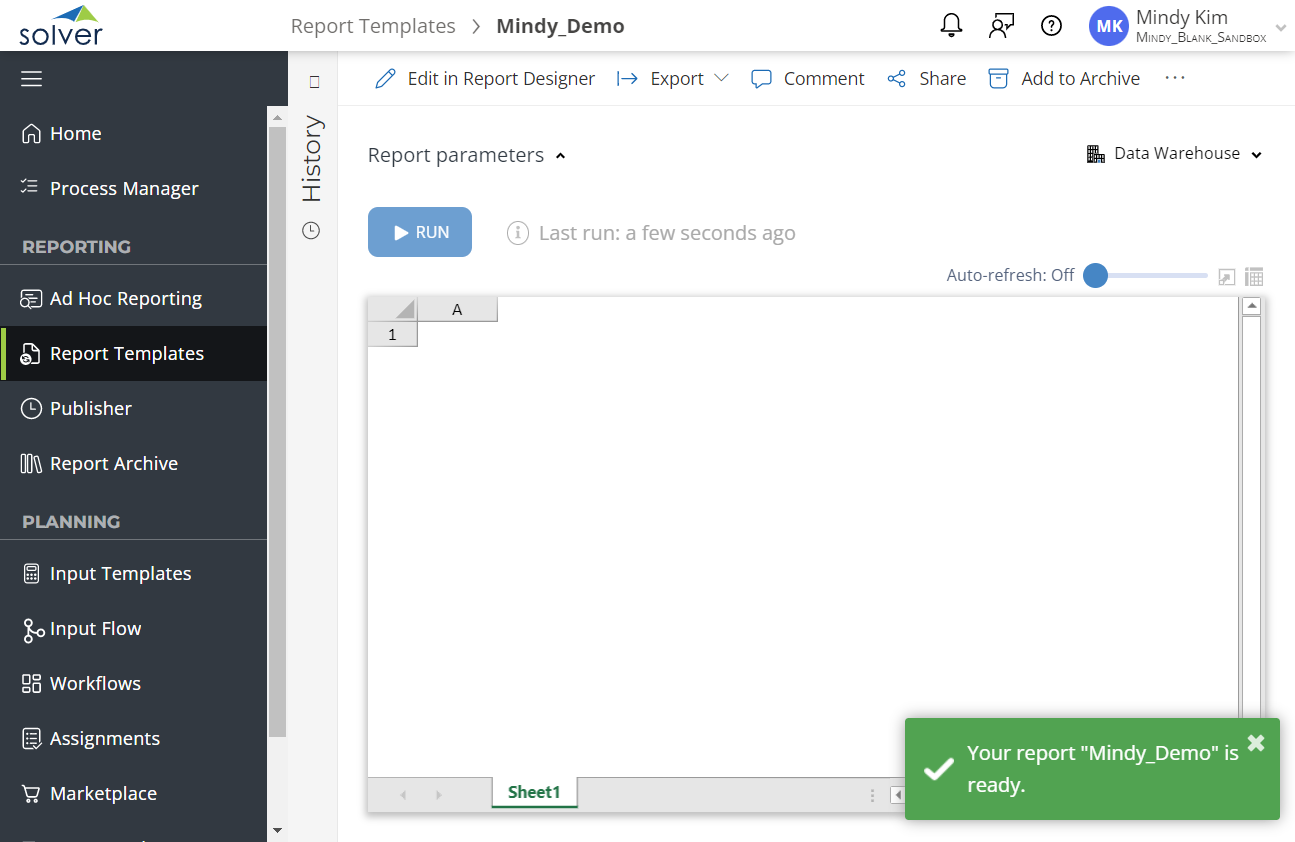 solver
Report Templates > Mindy_Demo
MK
Mindy Kim
MINDY_BLANK_SANDBOX
Home
Process Manager
REPORTING
Ad Hoc Reporting
Report Templates
Publisher
Report Archive
PLANNING
Input Templates
Input Flow
Workflows
Assignments
Marketplace
History
Edit in Report Designer
Export
Comment
Share
Add to Archive
...
Report parameters
Data Warehouse
RUN
Last run: a few seconds ago
Auto-refresh: Off
A
1
Sheet1
Your report "Mindy_Demo" is
ready.